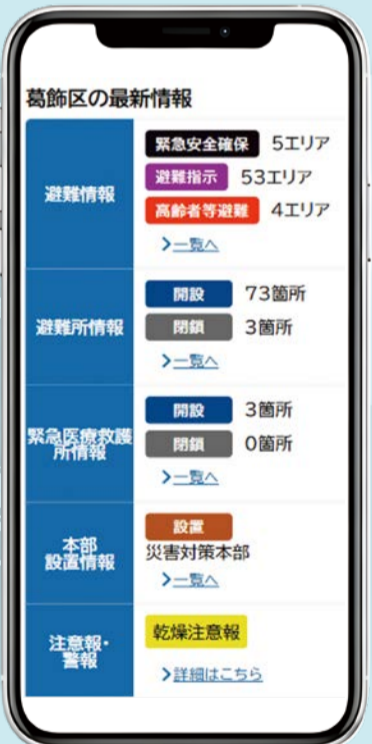 葛飾区の最新情報
避難情報
緊急安全確保 5エリア
避難指示 53エリア
高齢者等避難 4エリア
>一覧へ
避難所情報
開設 73箇所
閉鎖 3箇所
>一覧へ
緊急医療救護
所情報
開設 3箇所
閉鎖 0箇所
>一覧へ
本部
設置情報
設置
災害対策本部
>一覧へ
注意報・
警報
乾燥注意報
>詳細はこちら